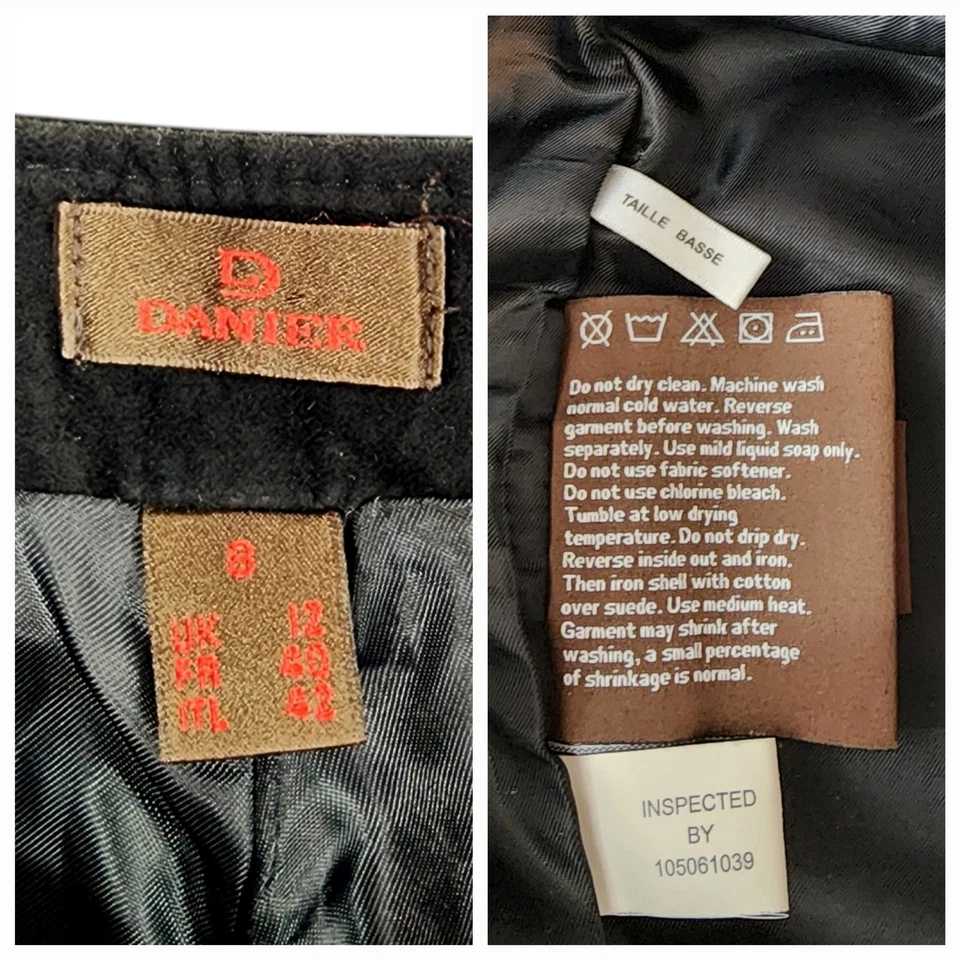 D
DANIER
8
UK 12
FR 40
ITL 42
TAILLE BASSE
Do not dry clean. Machine wash
normal cold water. Reverse
garment before washing. Wash
separately. Use mild liquid soap only.
Do not use fabric softener.
Do not use chlorine bleach.
Tumble at low drying
temperature. Do not drip dry.
Reverse inside out and iron.
Then iron shell with cotton
over suede. Use medium heat.
Garment may shrink after
washing, a small percentage
of shrinkage is normal.
INSPECTED
BY
105061039